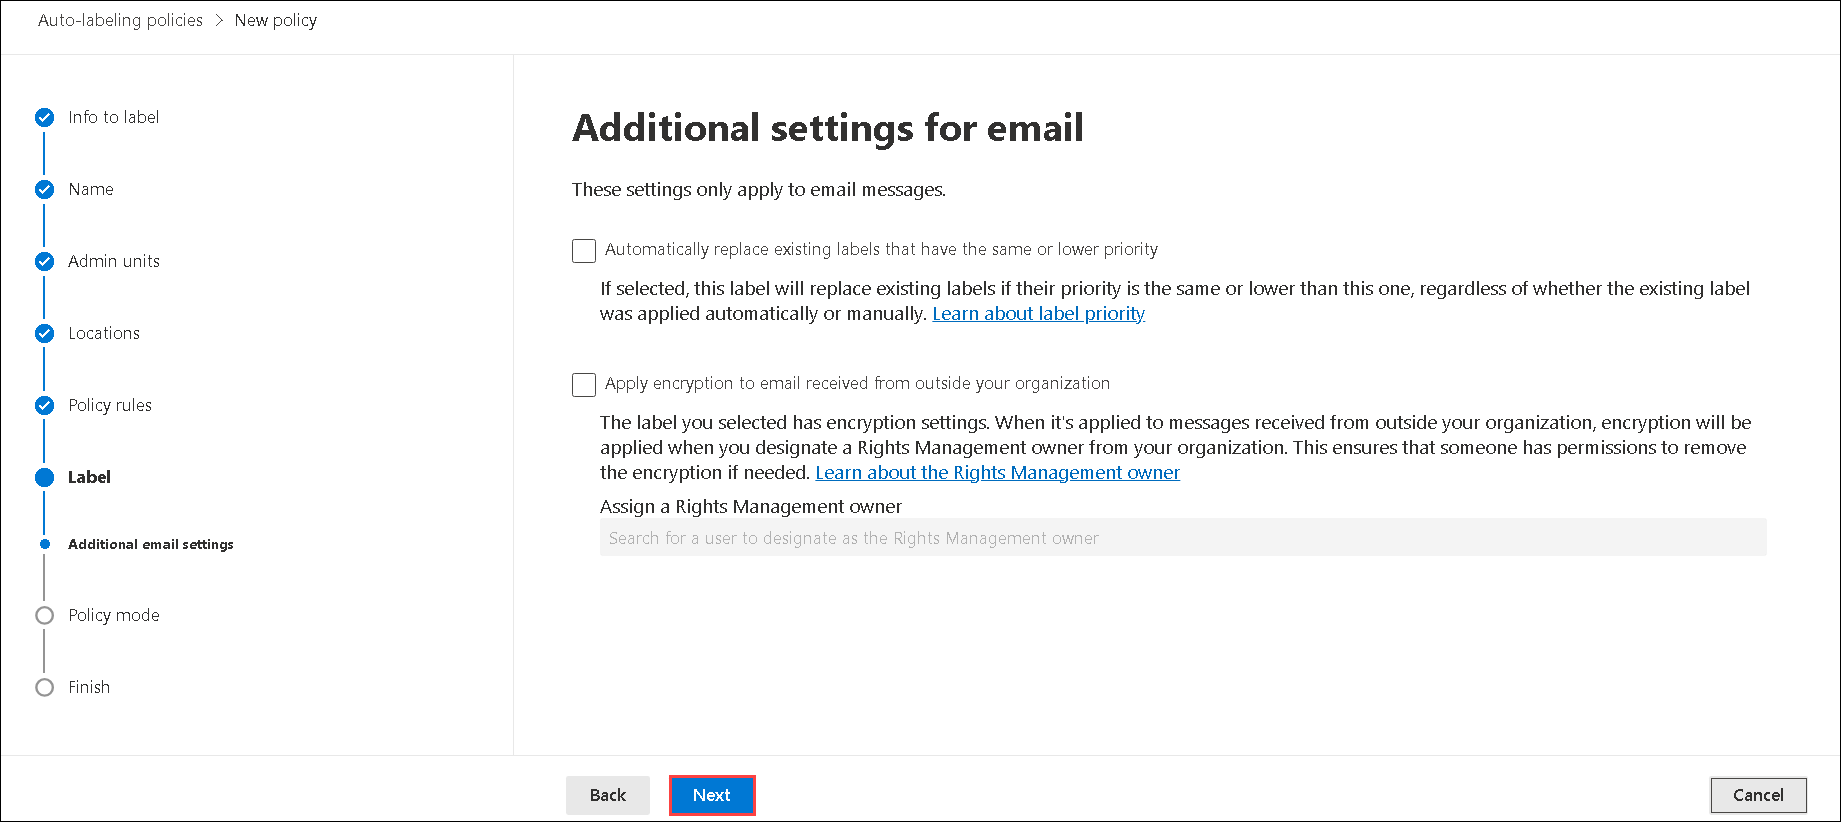 Auto-labeling policies > New policy
Info to label
Name
Admin units
Locations
Policy rules
Label
Additional email settings
Policy mode
Finish
Additional settings for email
These settings only apply to email messages.
Automatically replace existing labels that have the same or lower priority
If selected, this label will replace existing labels if their priority is the same or lower than this one, regardless of whether the existing label
was applied automatically or manually. Learn about label priority
Apply encryption to email received from outside your organization
The label you selected has encryption settings. When it's applied to messages received from outside your organization, encryption will be
applied when you designate a Rights Management owner from your organization. This ensures that someone has permissions to remove
the encryption if needed. Learn about the Rights Management owner
Assign a Rights Management owner
Search for a user to designate as the Rights Management owner
Back
Next
Cancel